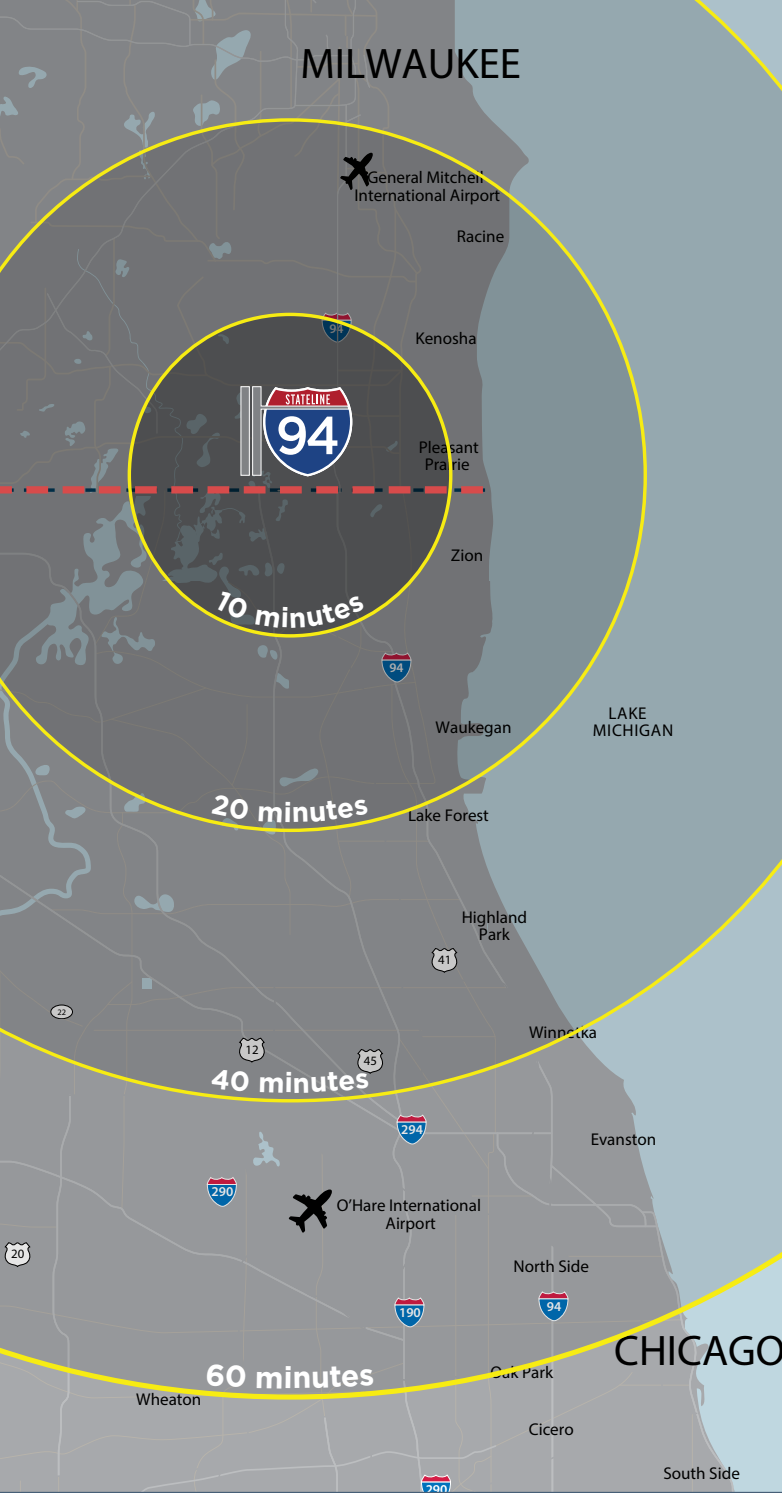 MILWAUKEE
General Mitchell
International Airport
Racine
94
Kenosha
STATELINE
94
Pleasant
Prairie
Zion
10 minutes
94
LAKE
MICHIGAN
Waukegan
20 minutes
Lake Forest
Highland
Park
41
22
Winnetka
12
45
40 minutes
294
Evanston
290
O'Hare International
Airport
20
North Side
190
94
CHICAGO
60 minutes
Oak Park
Wheaton
Cicero
South Side
290